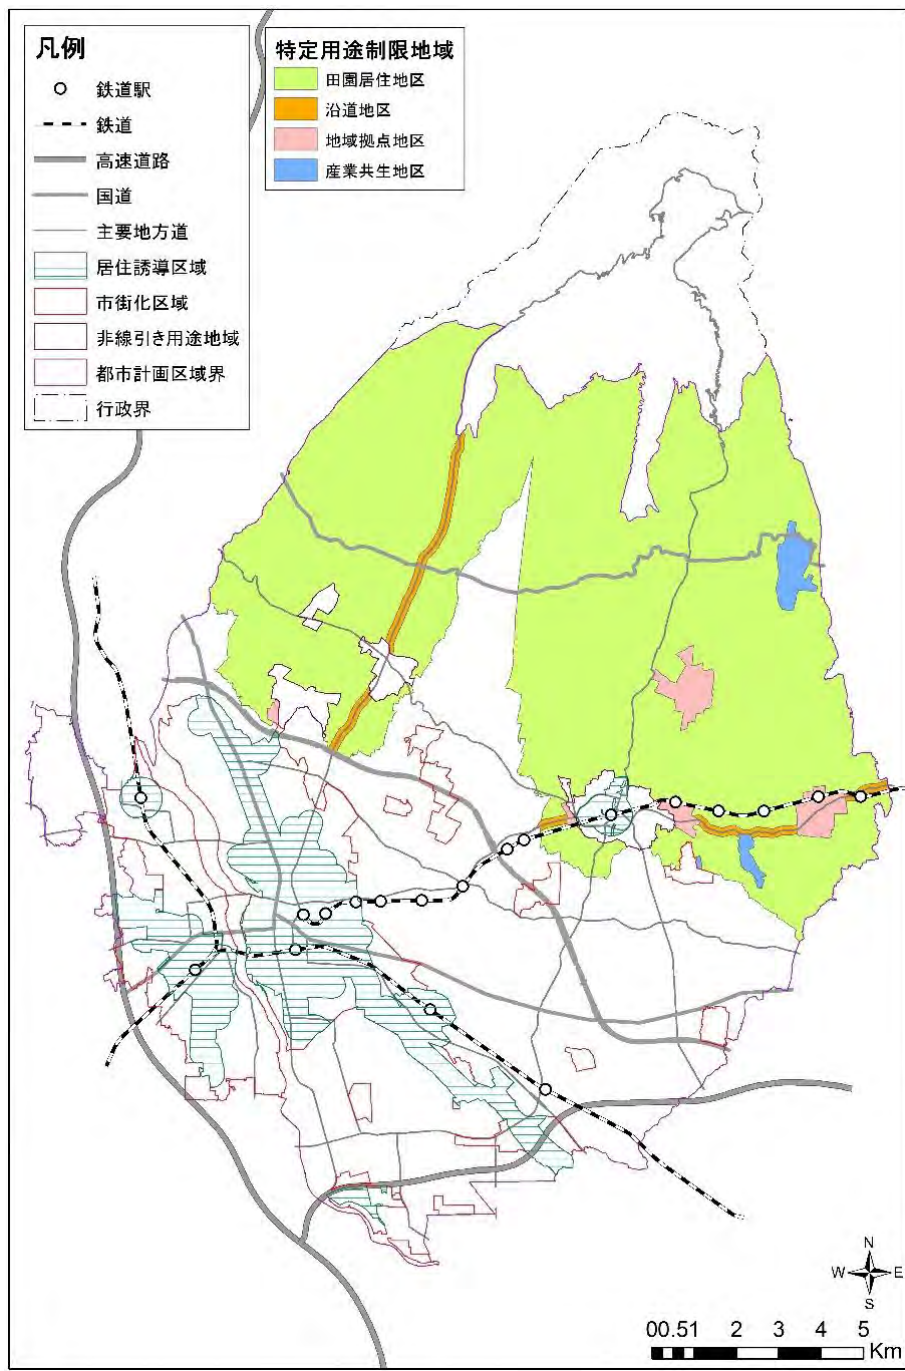 凡例
鉄道駅
鉄道
高速道路
国道
主要地方道
居住誘導区域
市街化区域
非線引き用途地域
都市計画区域界
行政界
特定用途制限地域
田園居住地区
沿道地区
地域拠点地区
産業共生地区
N
W E
S
00.51 2 3 4 5
Km